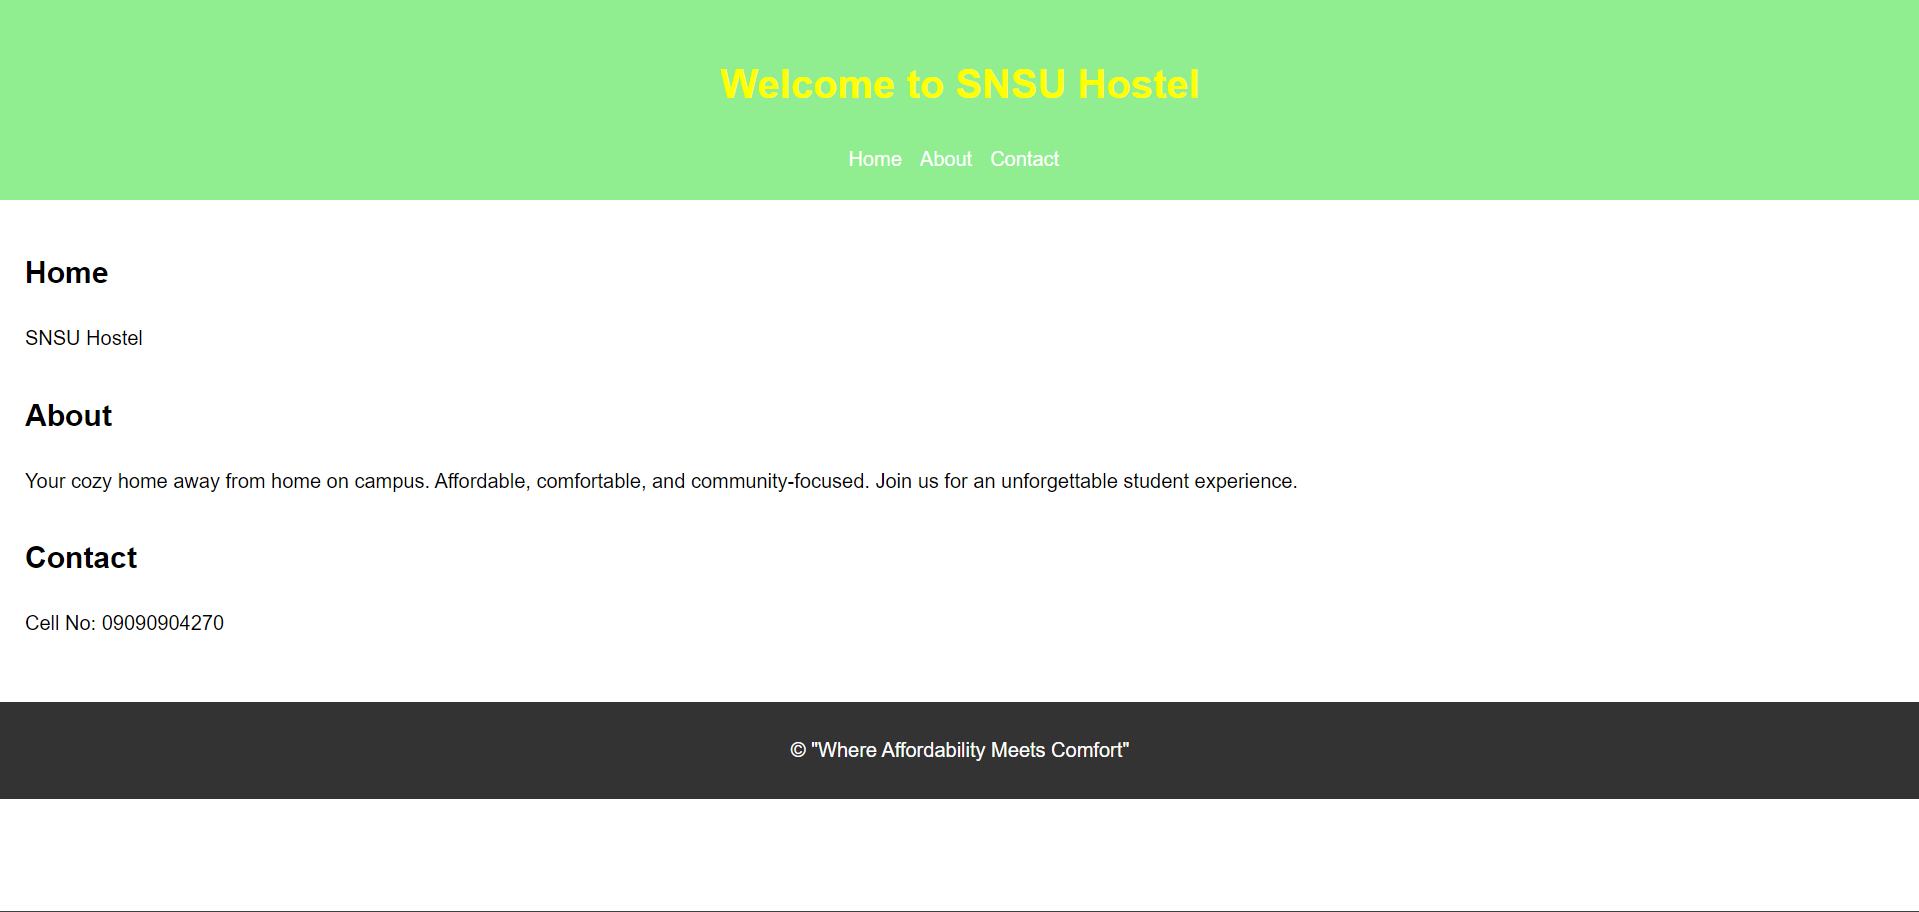 Welcome to SNSU Hostel
Home About Contact
Home
SNSU Hostel
About
Your cozy home away from home on campus. Affordable, comfortable, and community-focused. Join us for an unforgettable student experience.
Contact
Cell No: 09090904270
© "Where Affordability Meets Comfort"